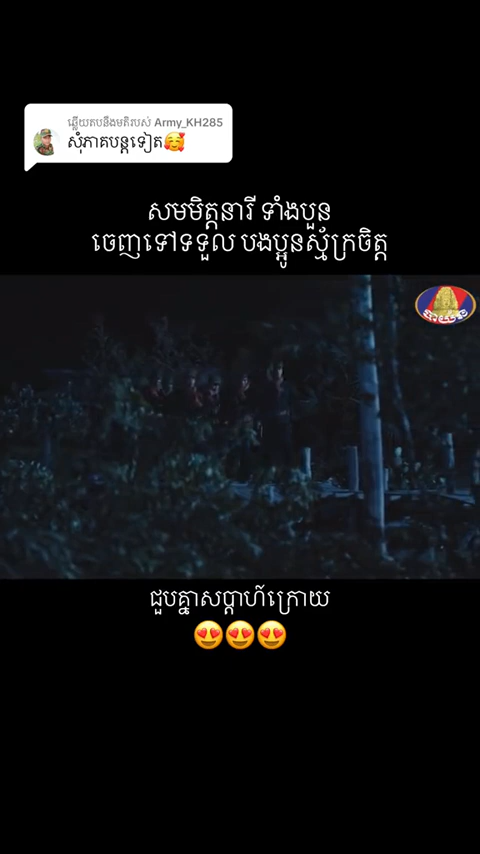 ឆ្លើយតបនឹងមតិរបស់ Army_KH285
សុំភាគបន្តទៀត🥰
សមមិត្តនារី ទាំងបួន
ចេញទៅទទួល បងប្អូនស្ម័គ្រចិត្ត
បាយ័ន
ជួបគ្នាសប្តាហ៍ក្រោយ
😍😍😍